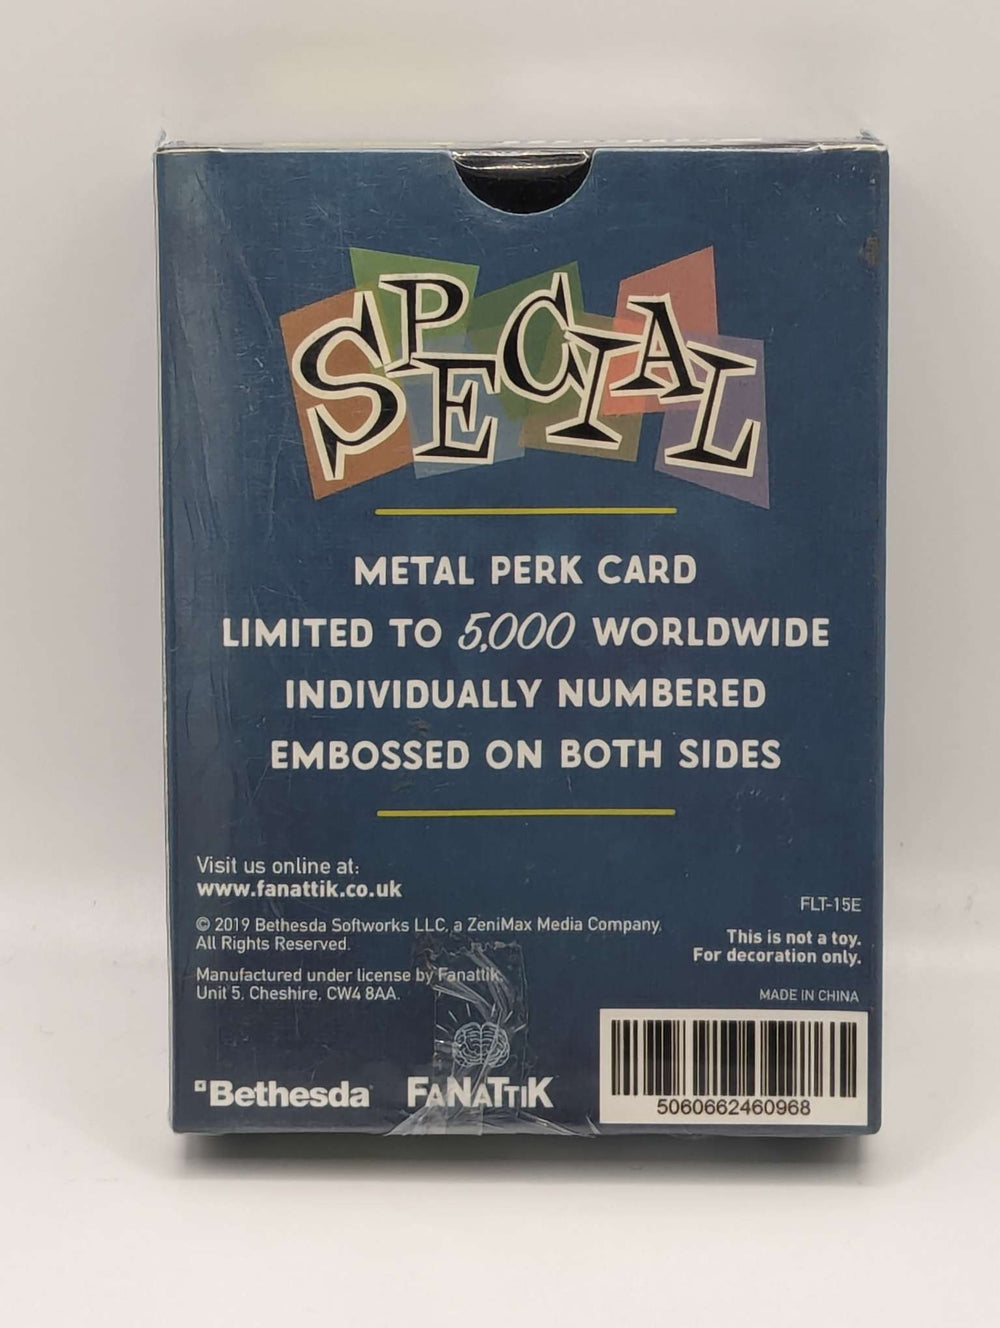 SPECIAL
METAL PERK CARD
LIMITED TO 5,000 WORLDWIDE
INDIVIDUALLY NUMBERED
EMBOSSED ON BOTH SIDES
Visit us online at:
www.fanattik.co.uk
© 2019 Bethesda Softworks LLC, a ZeniMax Media Company.
All Rights Reserved.
Manufactured under license by Fanattik.
Unit 5, Cheshire, CW4 8AA.
FLT-15E
This is not a toy.
For decoration only.
MADE IN CHINA
Bethesda
FANATTIK
5060662460968